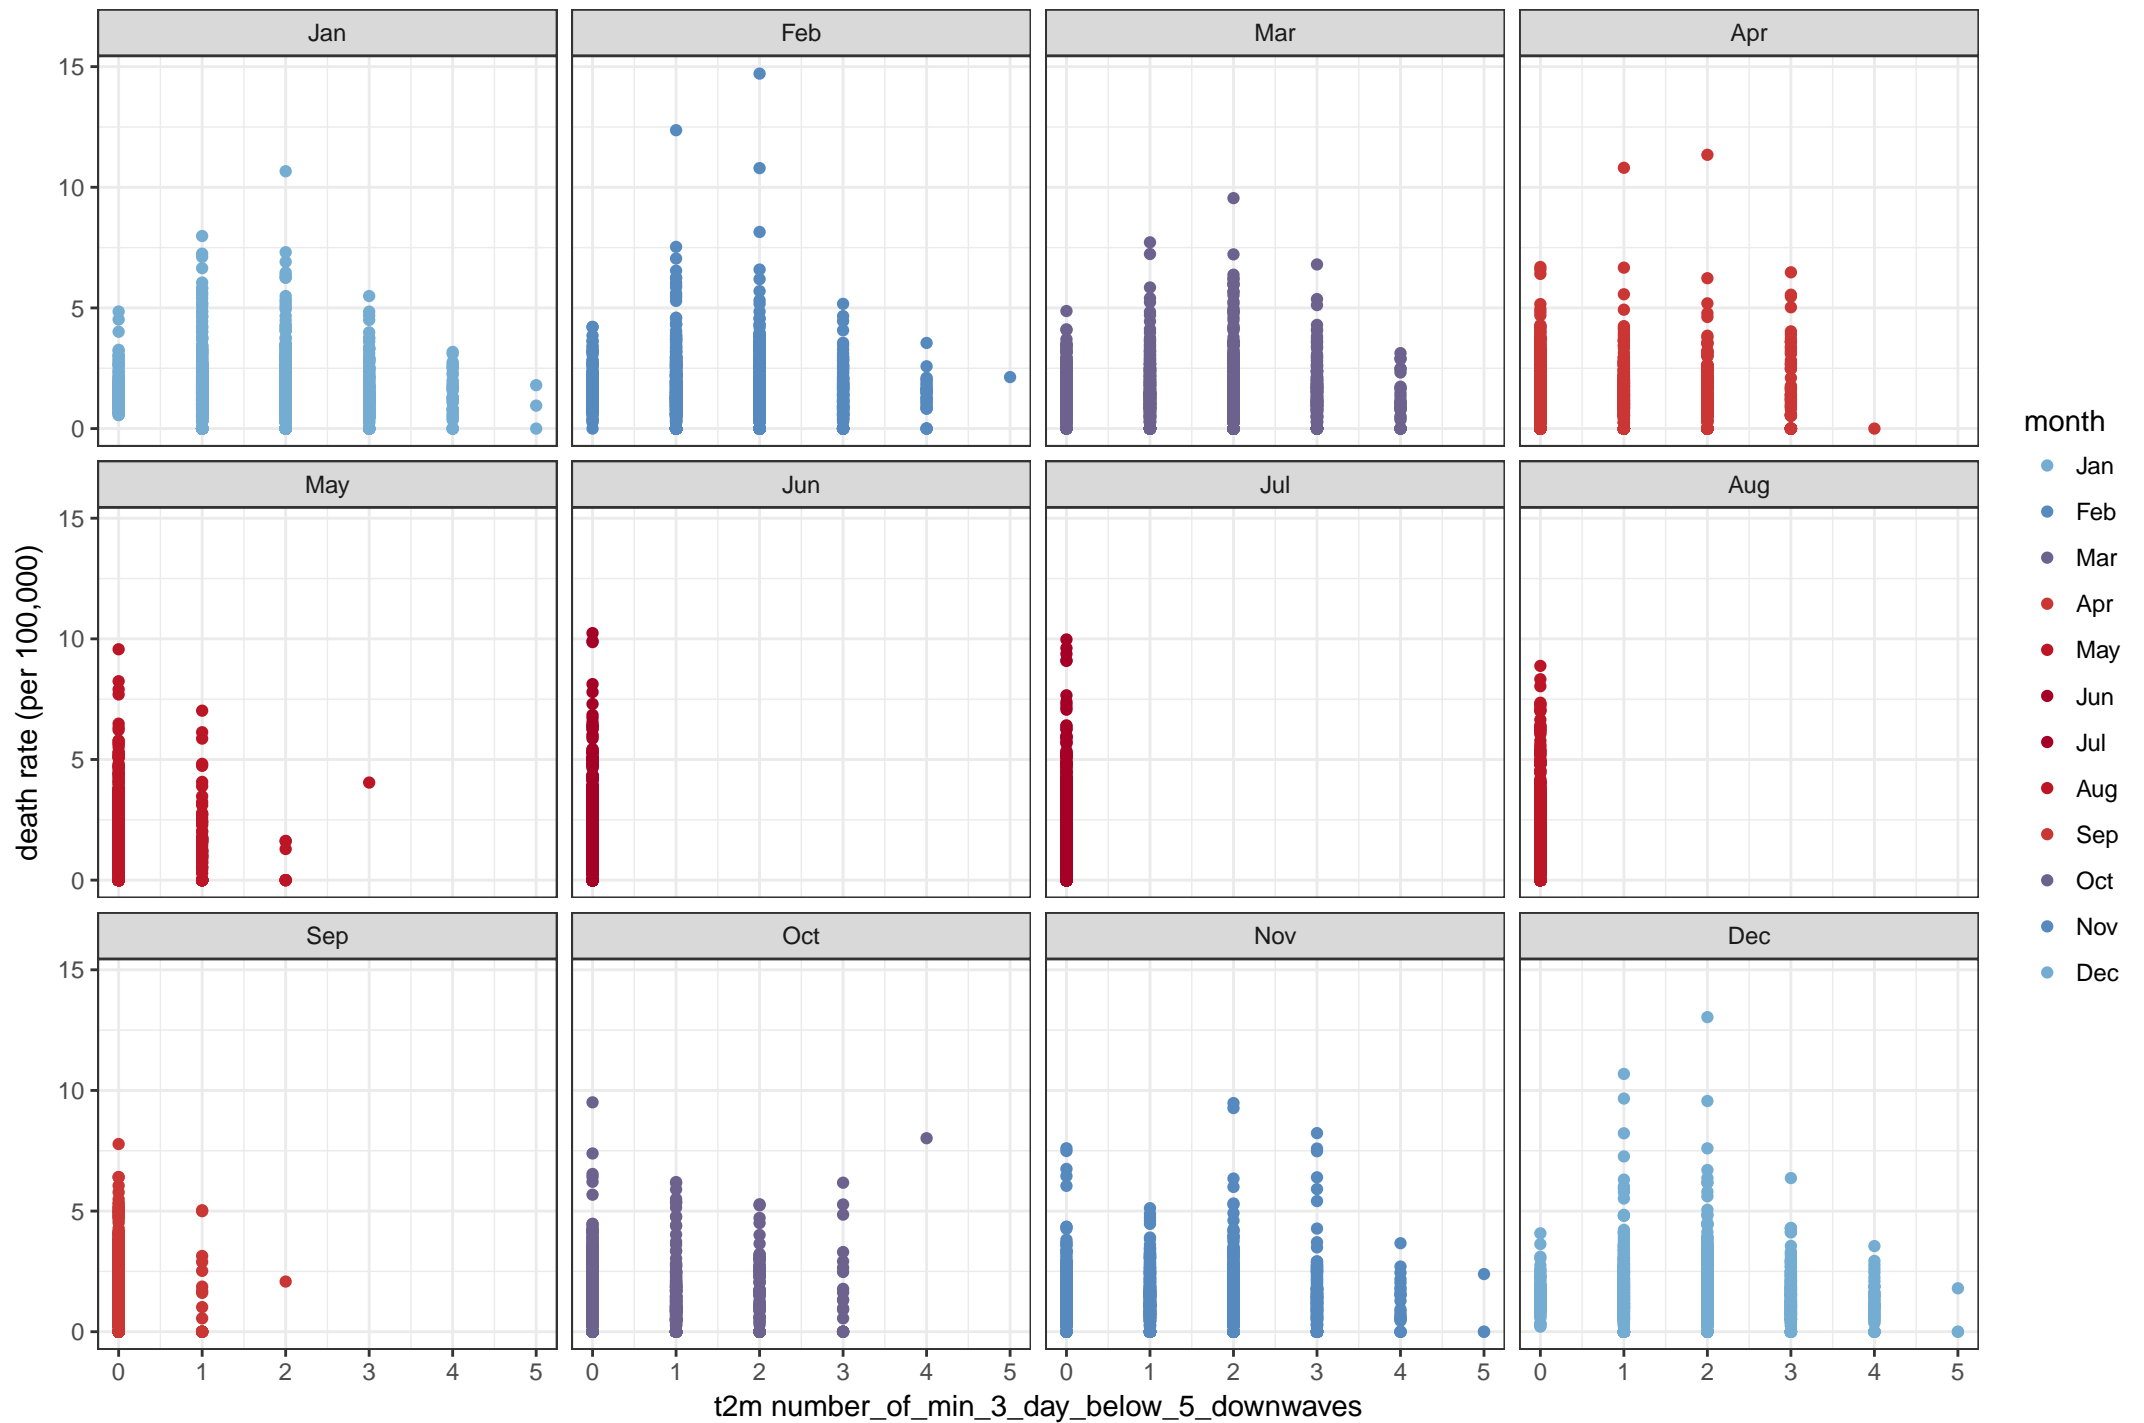 Jan Feb Mar Apr
15
10
5
0
May Jun Jul Aug
15
10
5
0
Sep Oct Nov Dec
15
10
5
0
0 1 2 3 4 5 0 1 2 3 4 5 0 1 2 3 4 5 0 1 2 3 4 5
t2m number_of_min_3_day_below_5_downwaves
death rate (per 100,000)
month
Jan
Feb
Mar
Apr
May
Jun
Jul
Aug
Sep
Oct
Nov
Dec